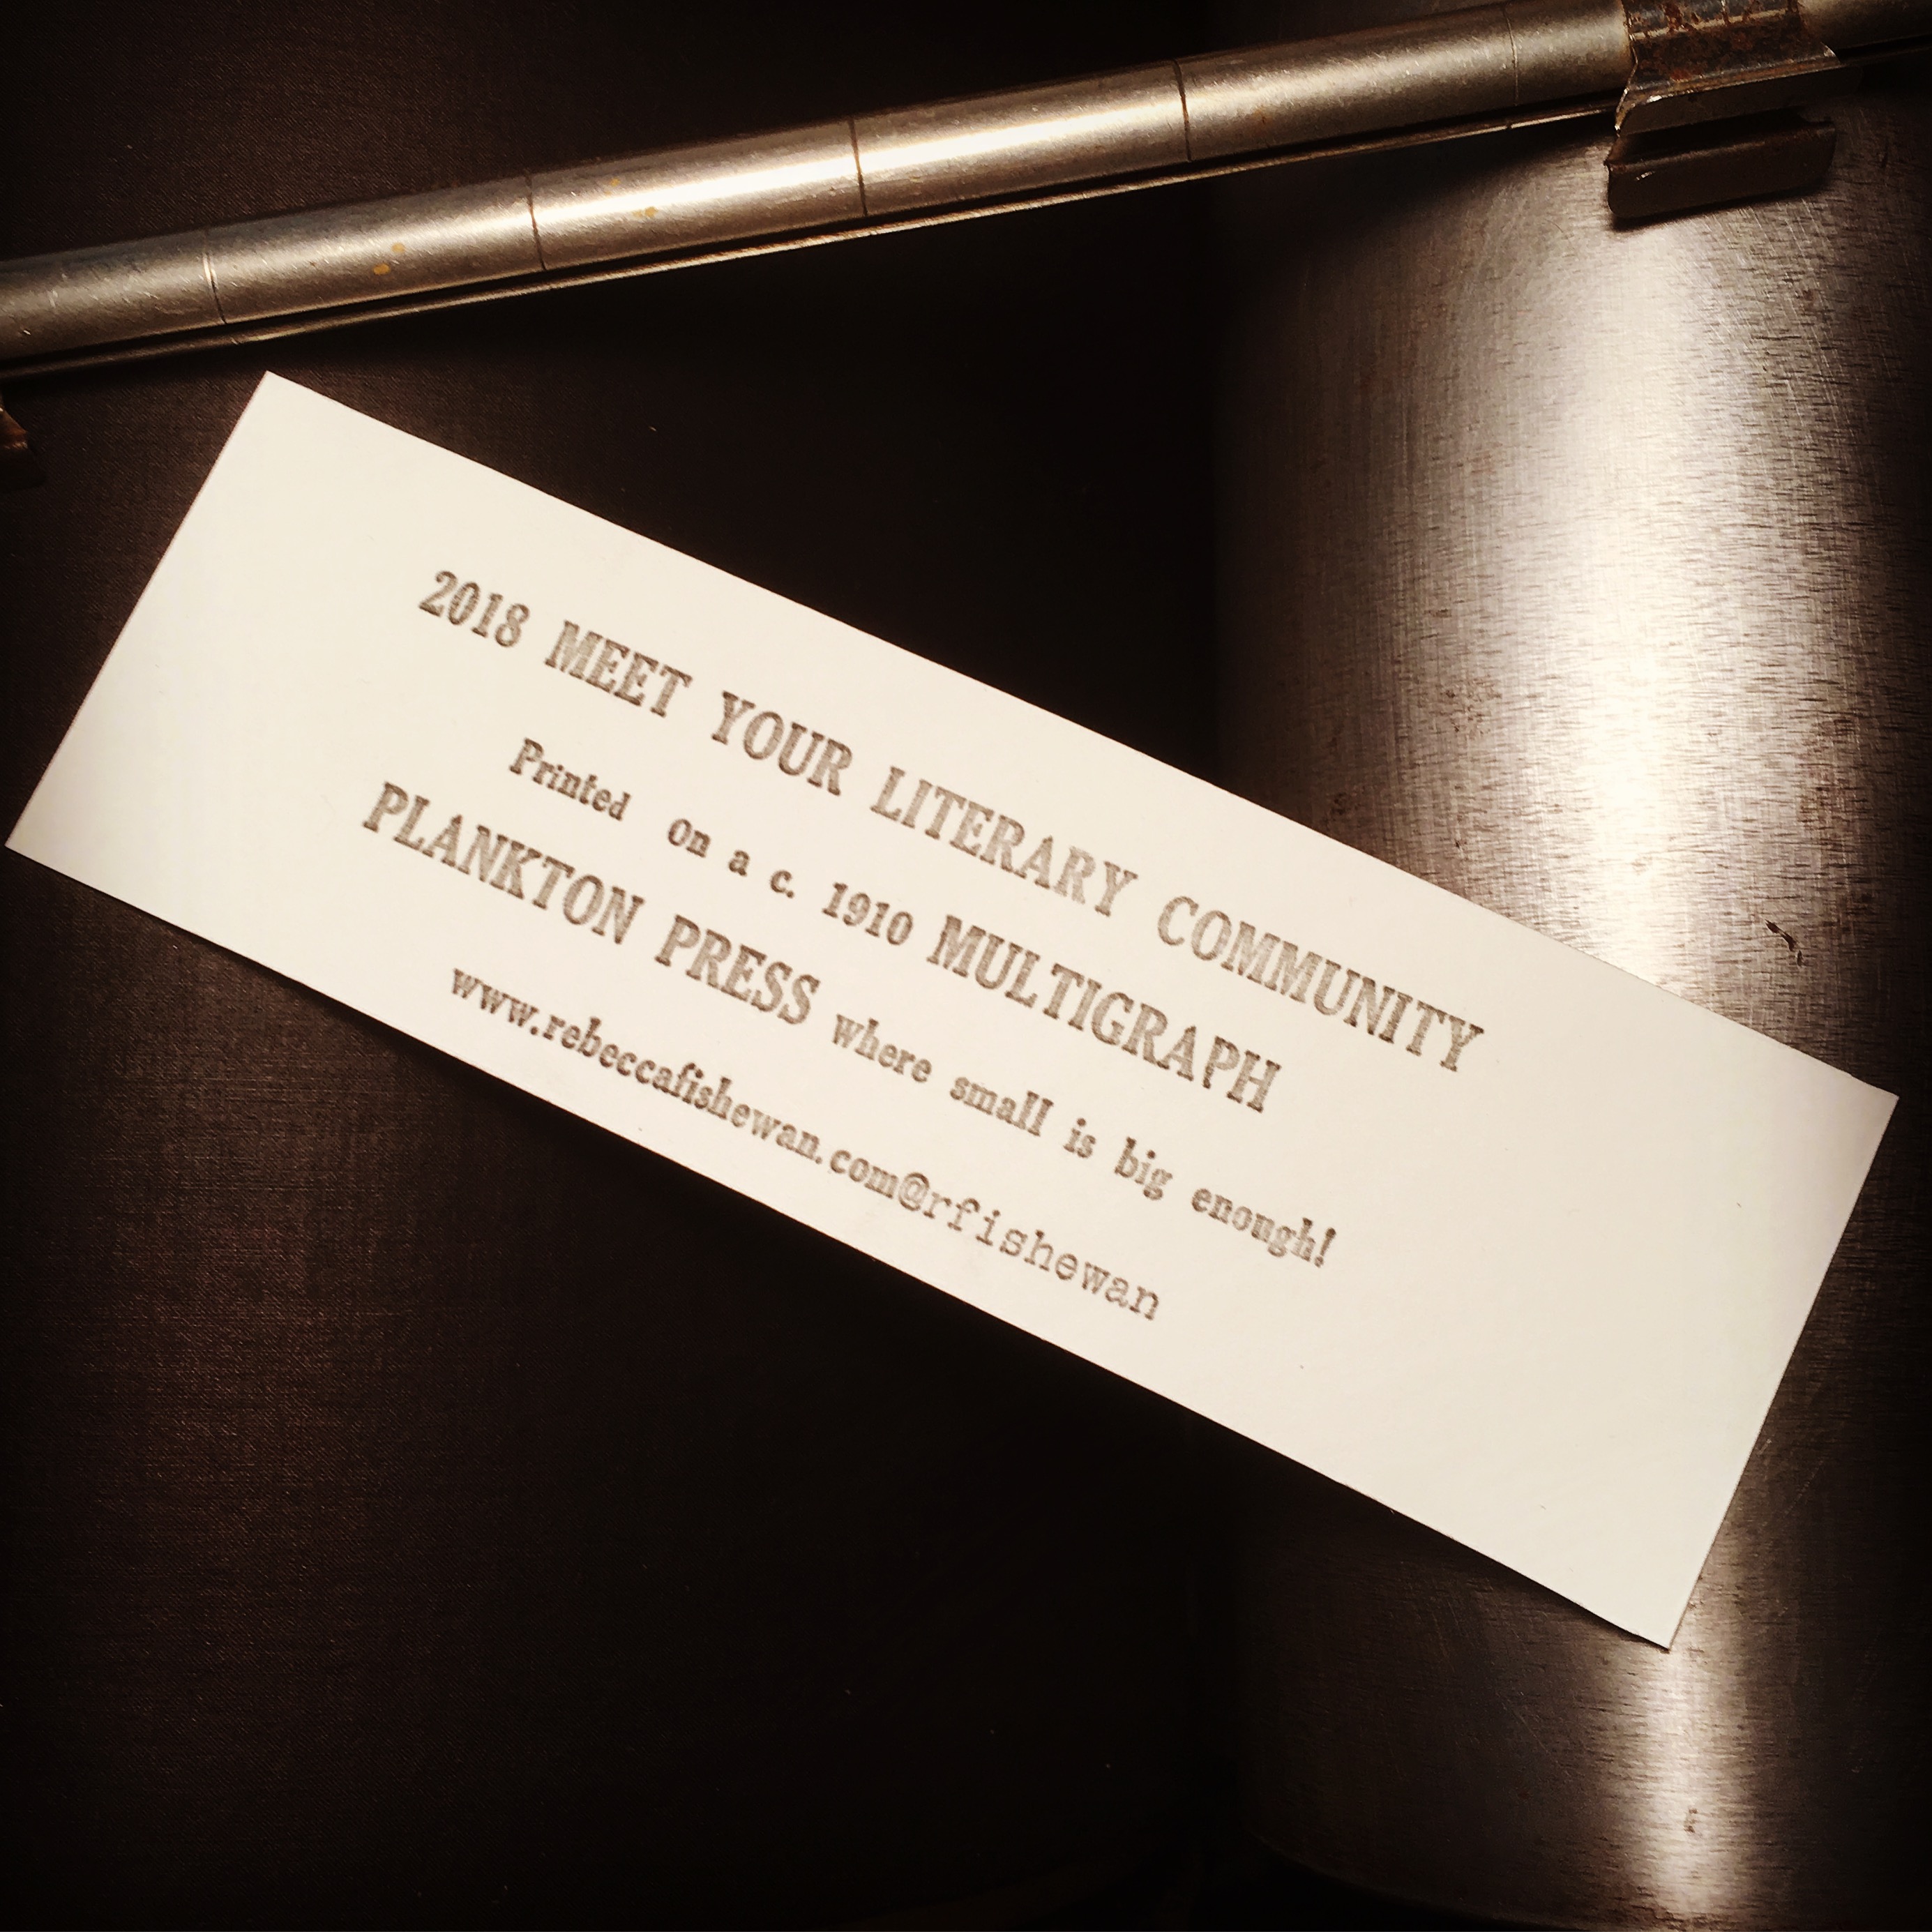 2018 MEET YOUR LITERARY COMMUNITY
Printed on a c. 1910 MULTIGRAPH
PLANKTON PRESS where small is big enough!
www.rebeccafishewan.com@rfishewan